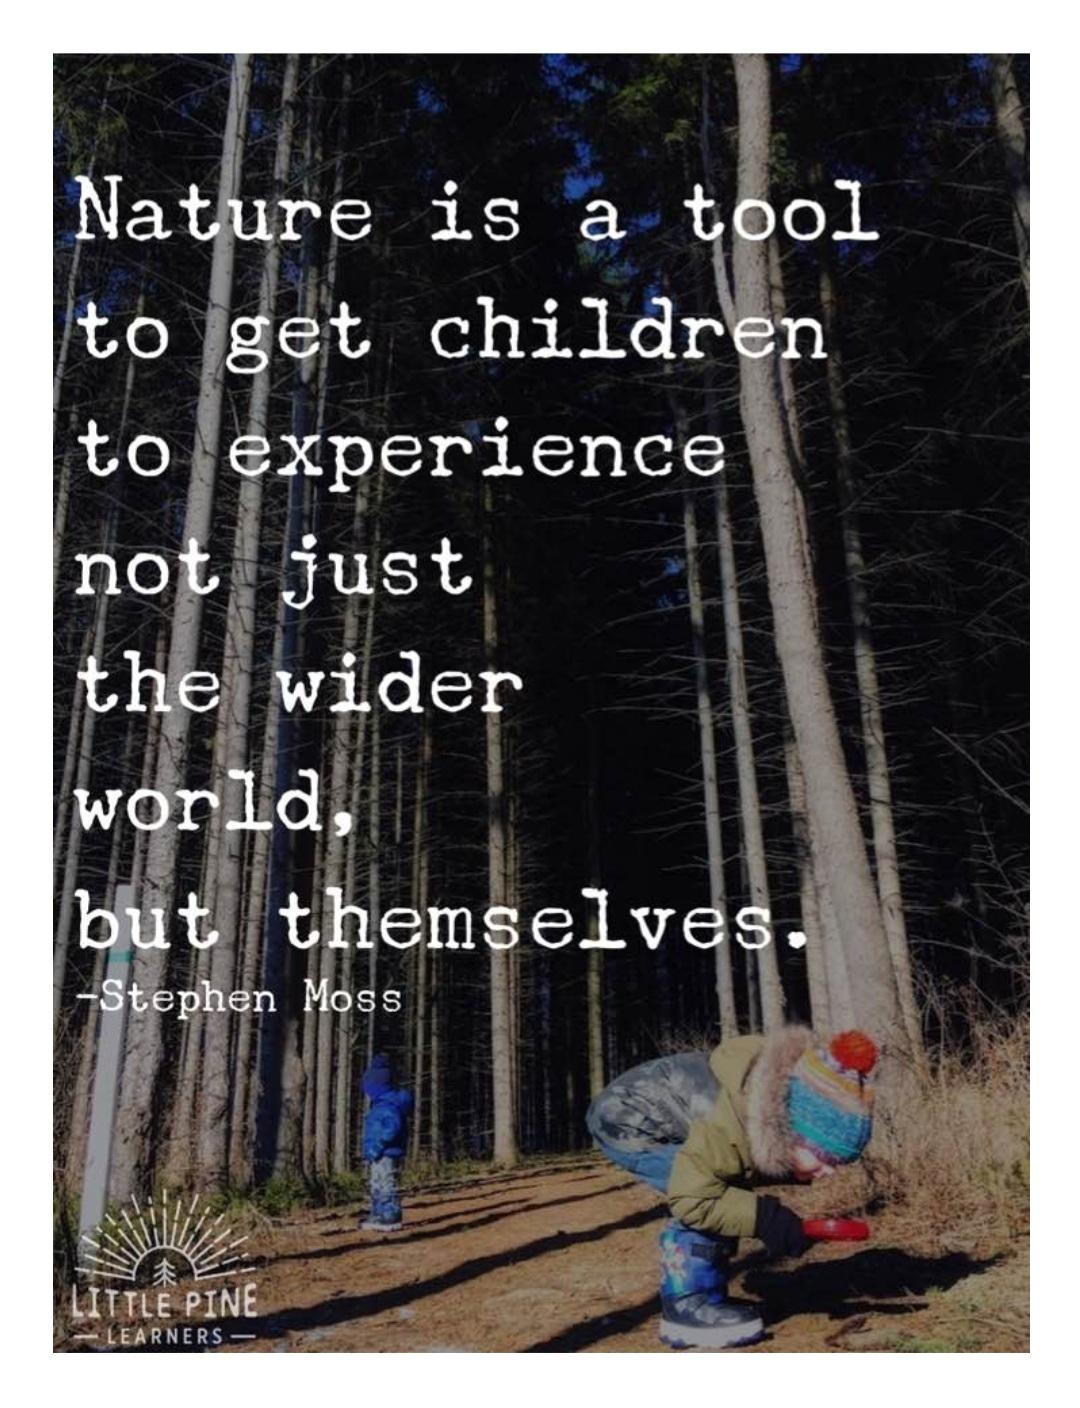 Nature is a tool
to get children
to experience
not just
the wider
world,
but themselves.
-Stephen Moss
LITTLE PINE
— LEARNERS —